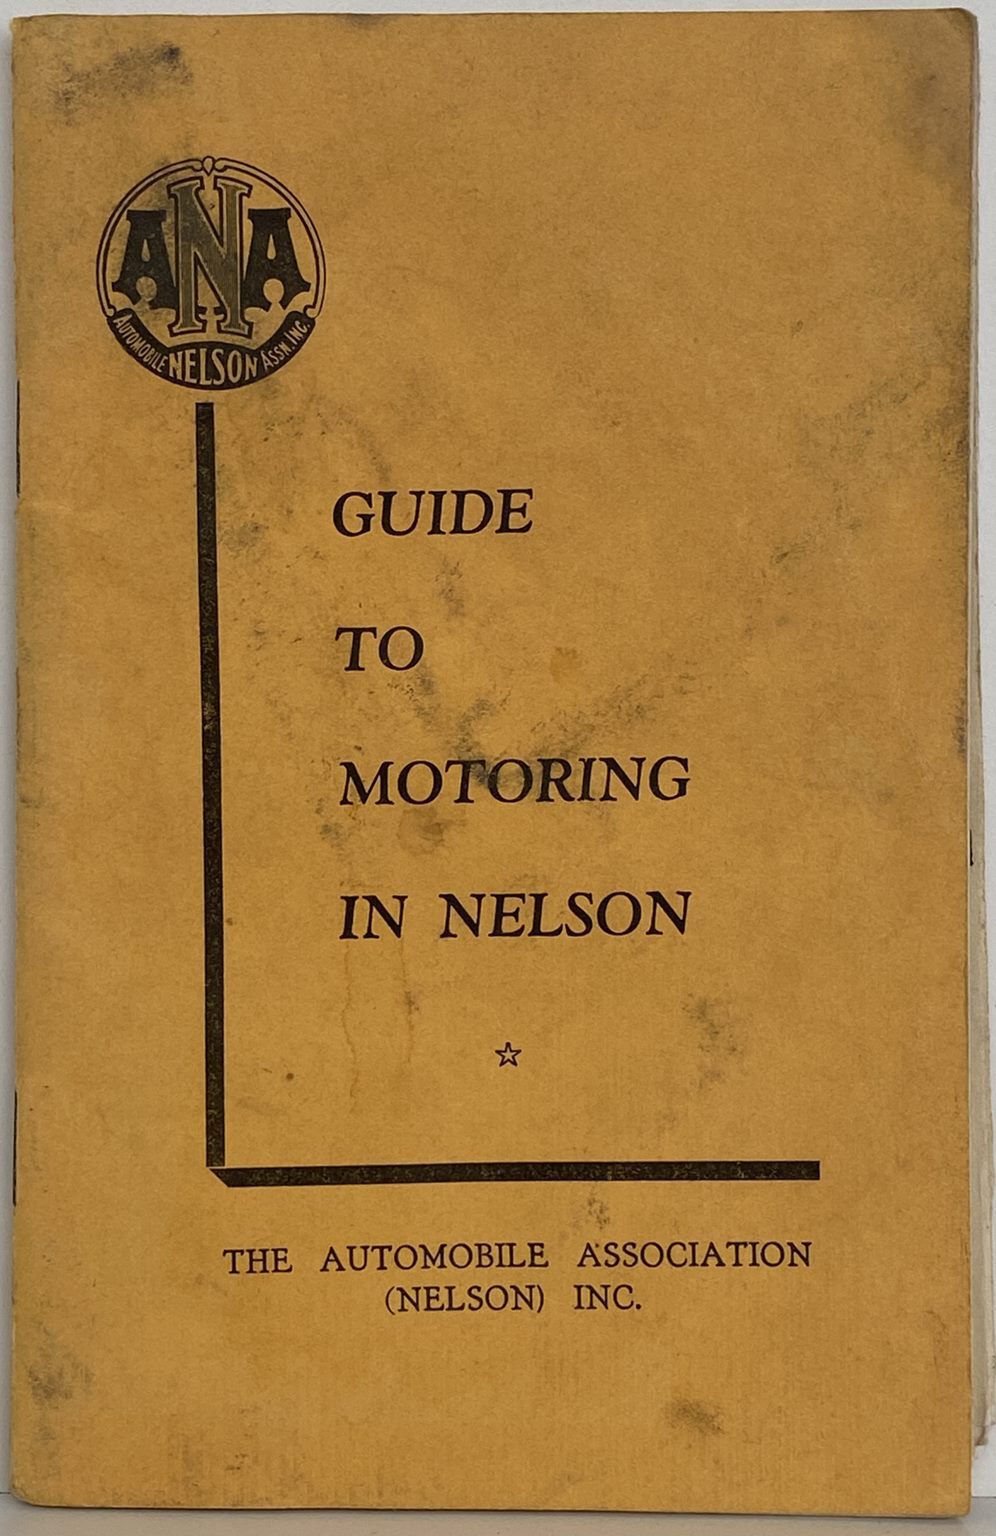 ANA
AUTOMOBILE NELSON ASSN. INC.
GUIDE
TO
MOTORING
IN NELSON
THE AUTOMOBILE ASSOCIATION
(NELSON) INC.